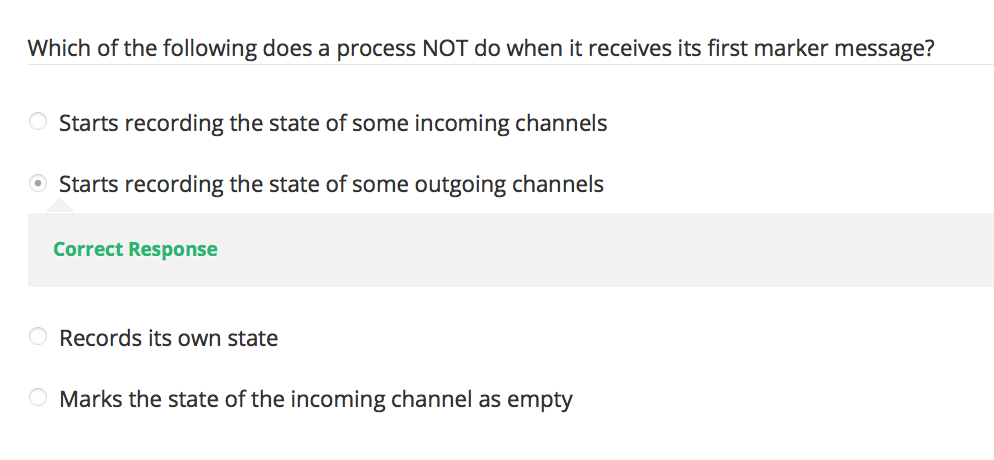 Which of the following does a process NOT do when it receives its first marker message?
Starts recording the state of some incoming channels
Starts recording the state of some outgoing channels
Correct Response
Records its own state
Marks the state of the incoming channel as empty